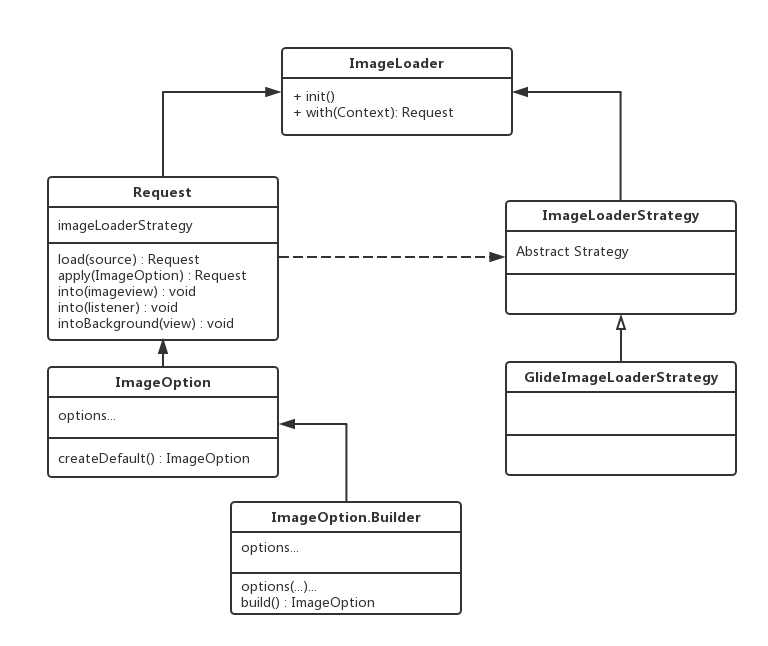 ImageLoader
+ init()
+ with(Context): Request
Request
imageLoaderStrategy
load(source) : Request
apply(ImageOption) : Request
into(imageview) : void
into(listener) : void
intoBackground(view) : void
ImageLoaderStrategy
Abstract Strategy
ImageOption
options...
createDefault() : ImageOption
GlideImageLoaderStrategy
ImageOption.Builder
options...
options(...)...
build() : ImageOption